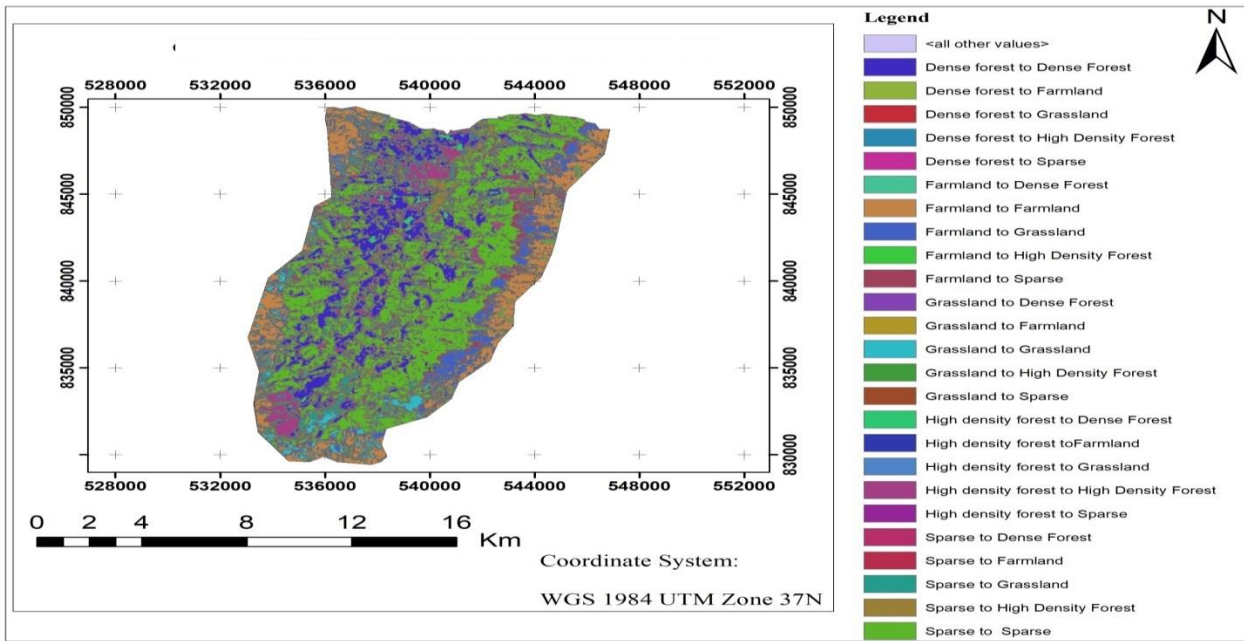 Legend
N
<all other values>
Dense forest to Dense Forest
Dense forest to Farmland
Dense forest to Grassland
Dense forest to High Density Forest
Dense forest to Sparse
Farmland to Dense Forest
Farmland to Farmland
Farmland to Grassland
Farmland to High Density Forest
Farmland to Sparse
Grassland to Dense Forest
Grassland to Farmland
Grassland to Grassland
Grassland to High Density Forest
Grassland to Sparse
High density forest to Dense Forest
High density forest toFarmland
High density forest to Grassland
High density forest to High Density Forest
High density forest to Sparse
Sparse to Dense Forest
Sparse to Farmland
Sparse to Grassland
Sparse to High Density Forest
Sparse to  Sparse
528000 532000 536000 540000 544000 548000 552000
850000 850000
845000 845000
840000 840000
835000 835000
830000 830000
528000 532000 536000 540000 544000 548000 552000
0 2 4 8 12 16
Km
Coordinate System:
WGS 1984 UTM Zone 37N